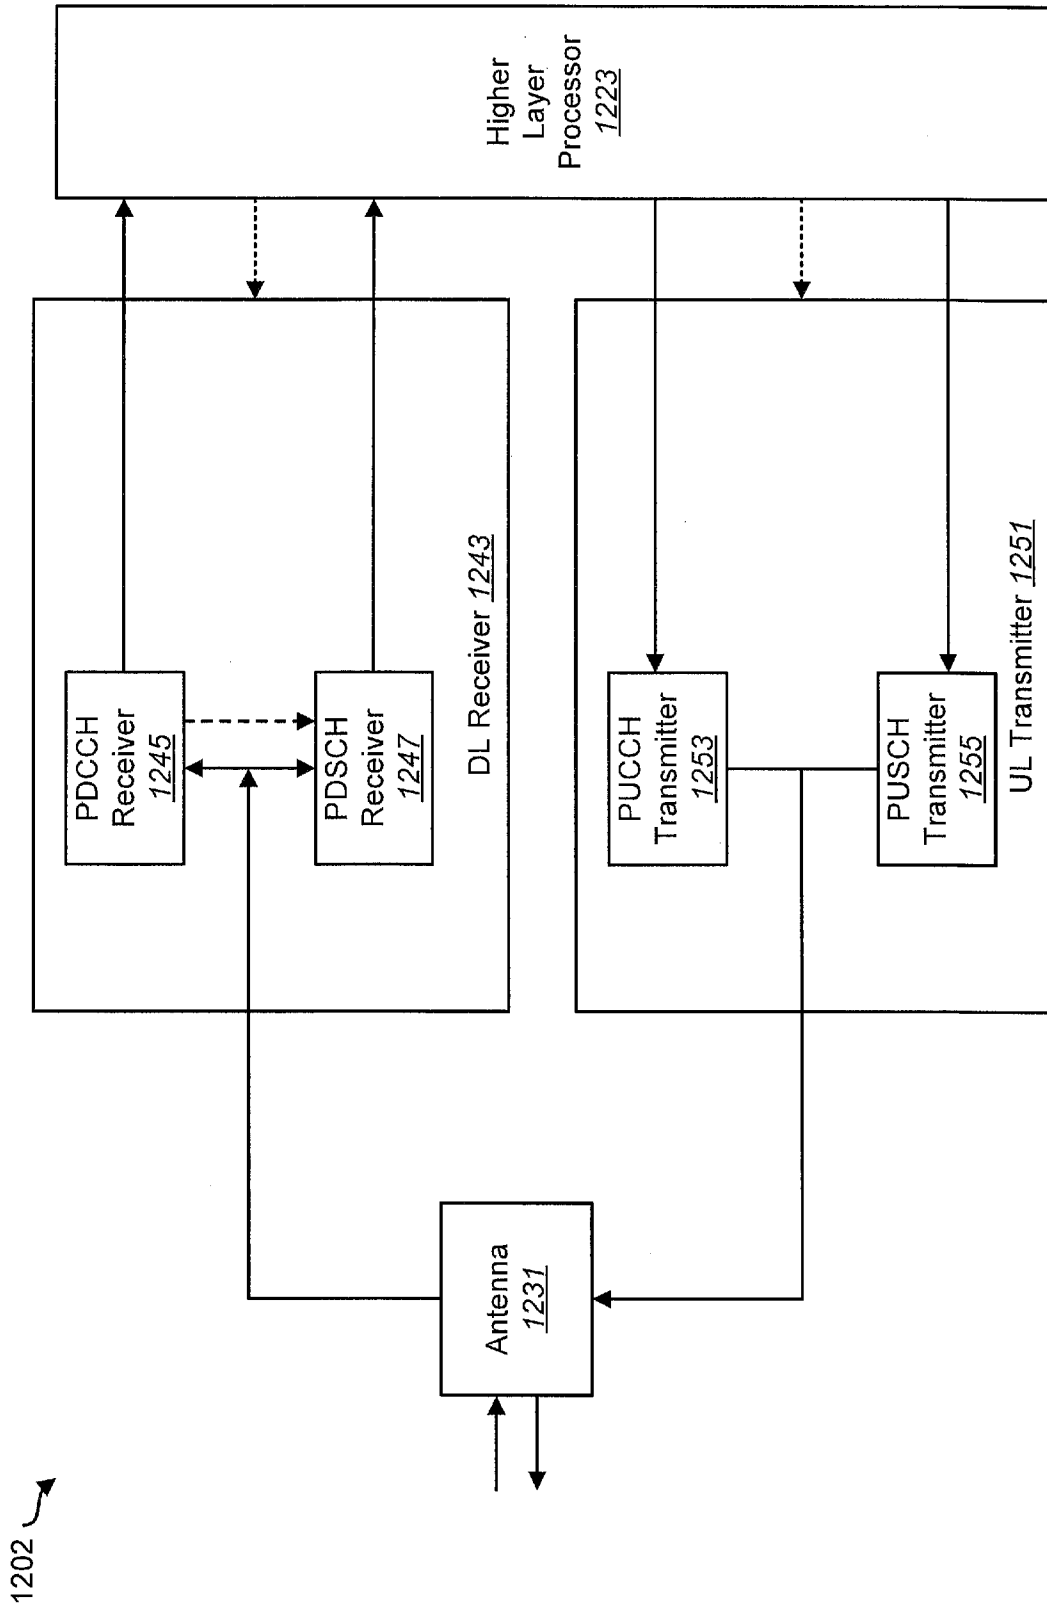 1202
Antenna
1231
PDCCH
Receiver
1245
PDSCH
Receiver
1247
DL Receiver 1243
PUCCH
Transmitter
1253
PUSCH
Transmitter
1255
UL Transmitter 1251
Higher
Layer
Processor
1223